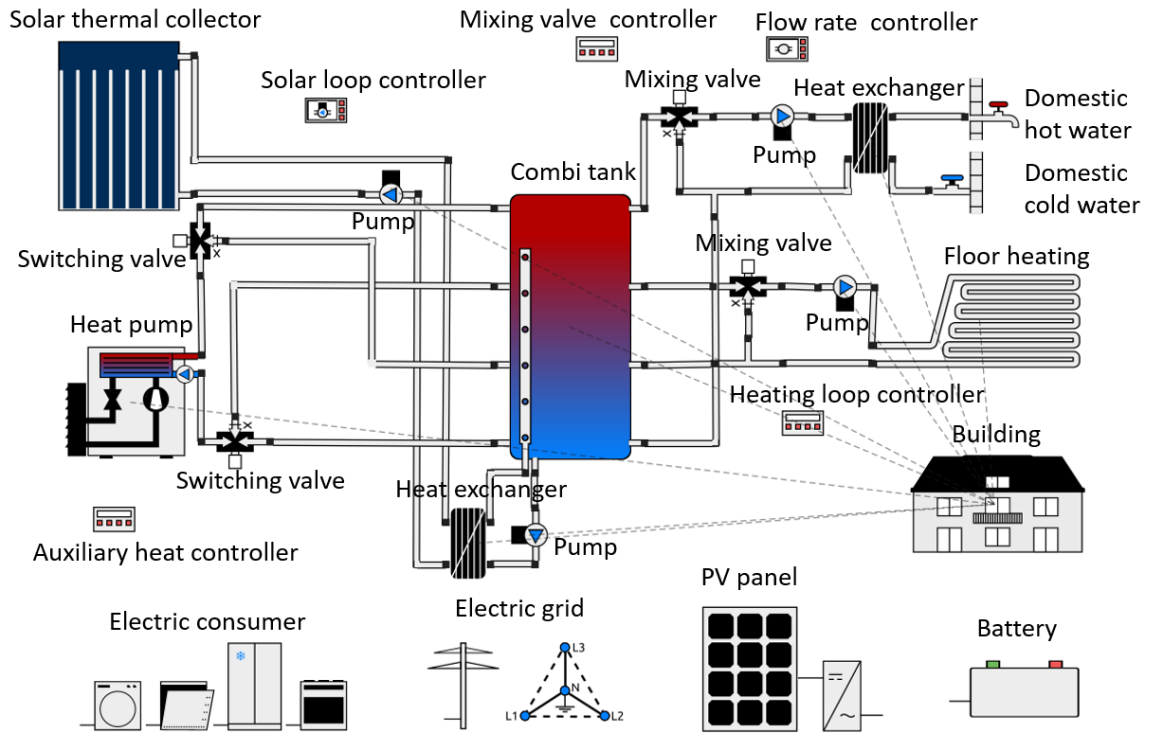 Solar thermal collector
Mixing valve controller
Flow rate controller
Solar loop controller
Mixing valve
Heat exchanger
Domestic
hot water
Pump
Combi tank
Domestic
cold water
Pump
Switching valve
Mixing valve
Floor heating
Heat pump
Pump
Heating loop controller
Building
Switching valve
Heat exchanger
Auxiliary heat controller
Pump
PV panel
Electric grid
Electric consumer
Battery
L3
N
L1
L2
x
x
x
x